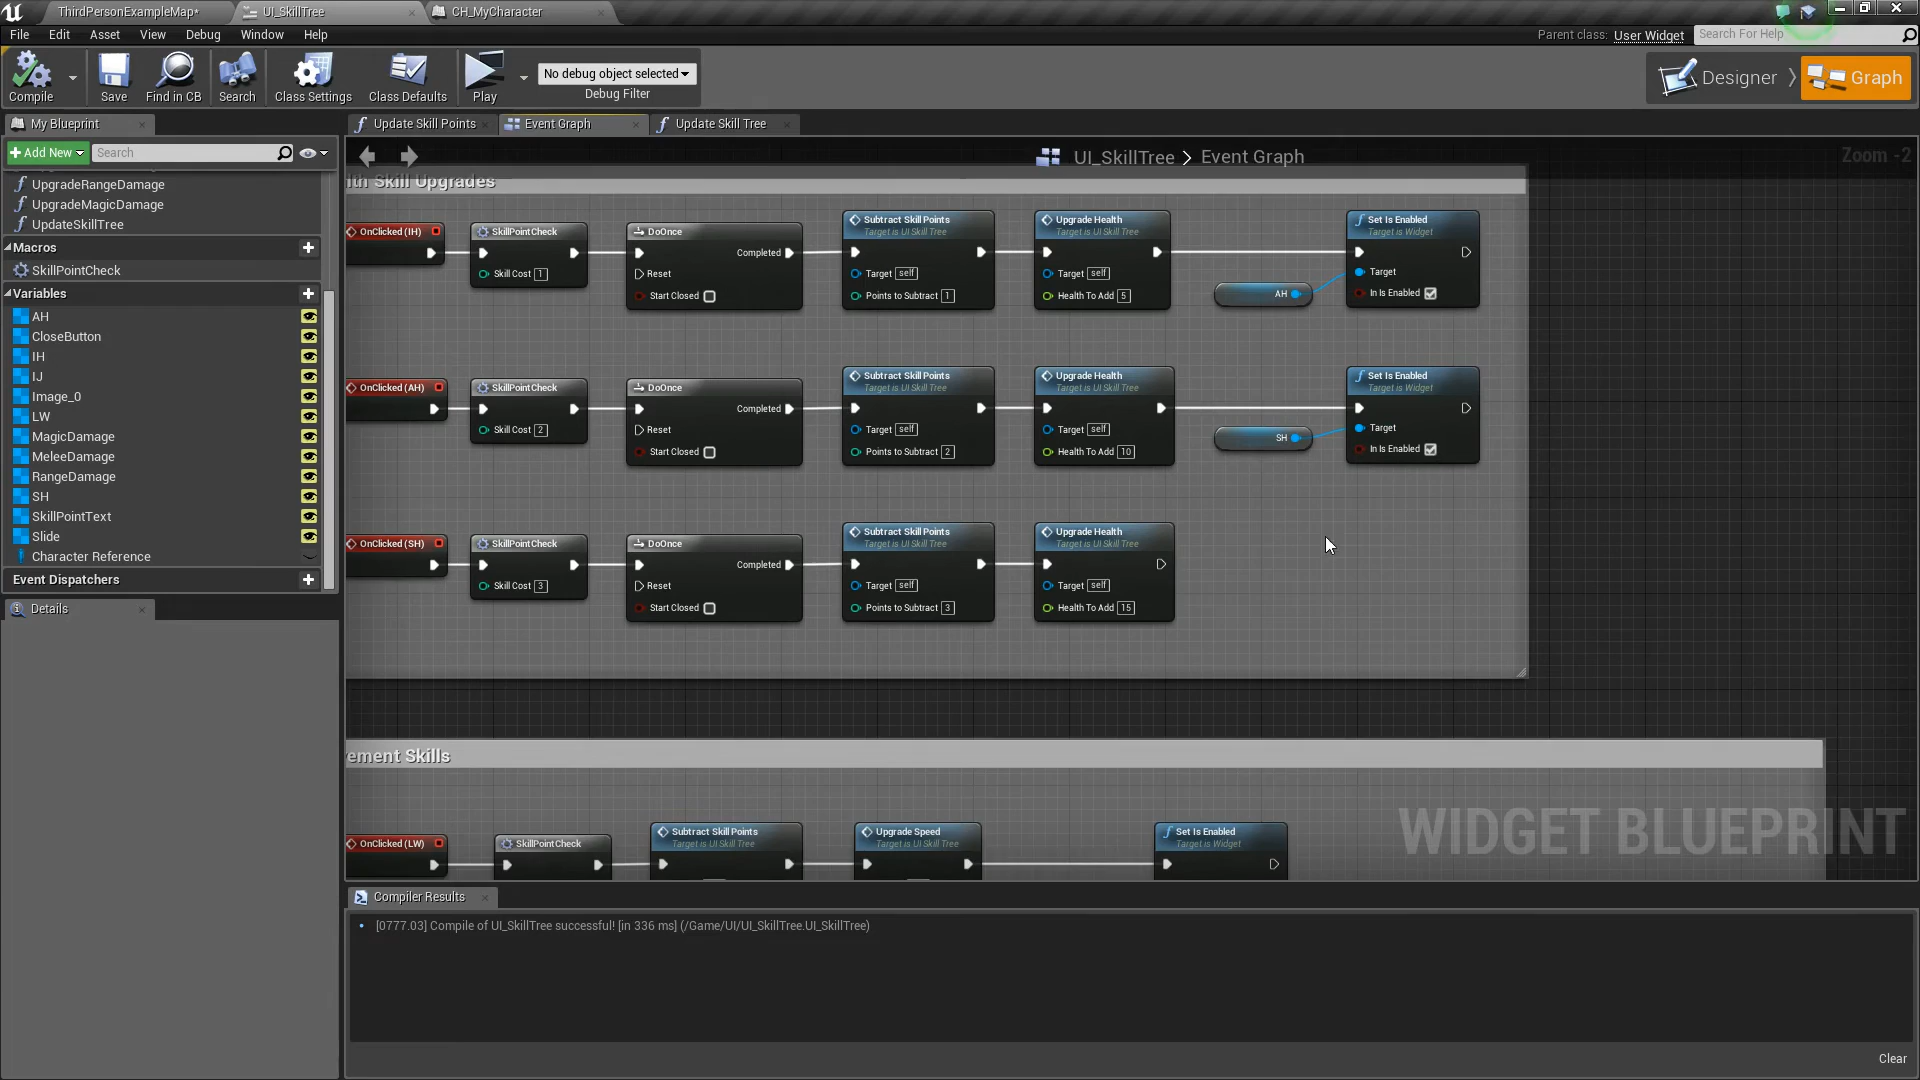 ThirdPersonExampleMap*
UI_SkillTree
CH_MyCharacter
File Edit Asset View Debug Window Help
Parent class: User Widget
Search For Help
Compile
Save
Find in CB
Search
Class Settings
Class Defaults
Play
No debug object selected
Debug Filter
Designer
Graph
My Blueprint
Update Skill Points
Event Graph
Update Skill Tree
Add New
Search
UI_SkillTree > Event Graph
Zoom -2
UpgradeRangeDamage
UpgradeMagicDamage
UpdateSkillTree
Macros
SkillPointCheck
Variables
AH
CloseButton
IH
IJ
Image_0
LW
MagicDamage
MeleeDamage
RangeDamage
SH
SkillPointText
Slide
Character Reference
Event Dispatchers
Details
lth Skill Upgrades
OnClicked (IH)
SkillPointCheck
Skill Cost 1
DoOnce
Completed
Reset
Start Closed
Subtract Skill Points
Target is UI Skill Tree
Target self
Points to Subtract 1
Upgrade Health
Target is UI Skill Tree
Target self
Health To Add 5
AH
Set Is Enabled
Target is Widget
Target
In Is Enabled
OnClicked (AH)
SkillPointCheck
Skill Cost 2
DoOnce
Completed
Reset
Start Closed
Subtract Skill Points
Target is UI Skill Tree
Target self
Points to Subtract 2
Upgrade Health
Target is UI Skill Tree
Target self
Health To Add 10
SH
Set Is Enabled
Target is Widget
Target
In Is Enabled
OnClicked (SH)
SkillPointCheck
Skill Cost 3
DoOnce
Completed
Reset
Start Closed
Subtract Skill Points
Target is UI Skill Tree
Target self
Points to Subtract 3
Upgrade Health
Target is UI Skill Tree
Target self
Health To Add 15
vement Skills
OnClicked (LW)
SkillPointCheck
Subtract Skill Points
Target is UI Skill Tree
Upgrade Speed
Target is UI Skill Tree
Set Is Enabled
Target is Widget
WIDGET BLUEPRINT
Compiler Results
[0777.03] Compile of UI_SkillTree successful! [in 336 ms] (/Game/UI/UI_SkillTree.UI_SkillTree)
Clear